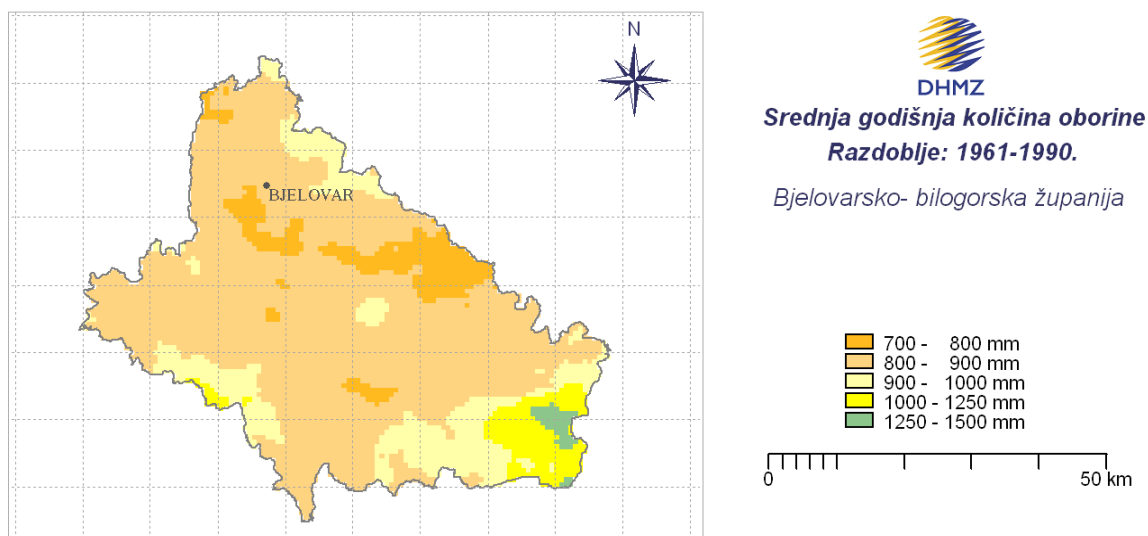 N
BJELOVAR
DHMZ
Srednja godišnja količina oborine
Razdoblje: 1961-1990.
Bjelovarsko- bilogorska županija
700 - 800 mm
800 - 900 mm
900 - 1000 mm
1000 - 1250 mm
1250 - 1500 mm
0 50 km